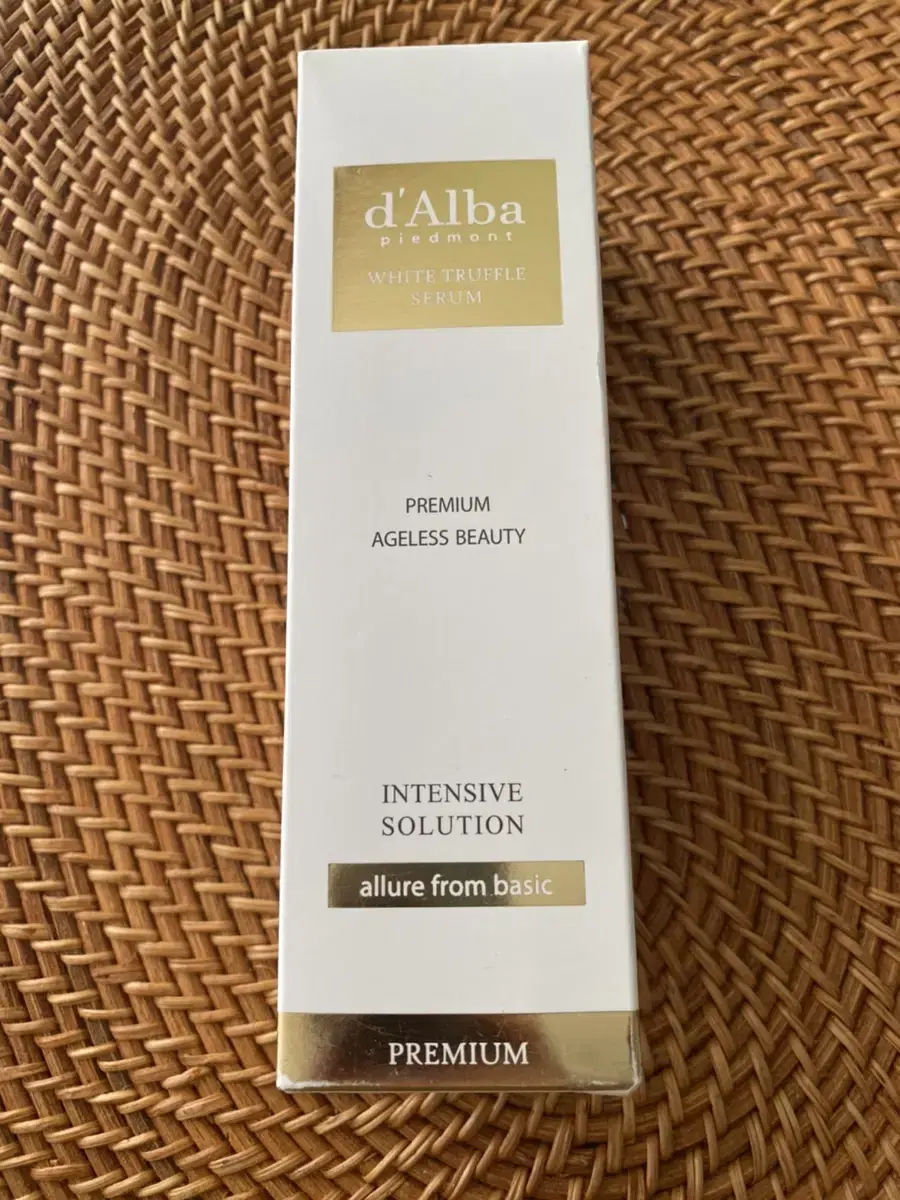 d'Alba
piedmont
WHITE TRUFFLE
SERUM
PREMIUM
AGELESS BEAUTY
INTENSIVE
SOLUTION
allure from basic
PREMIUM